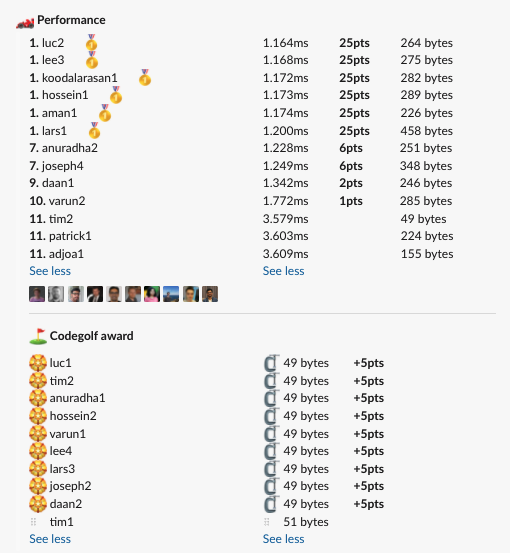 Performance
1. luc2 1.164ms 25pts 264 bytes
1. lee3 1.168ms 25pts 275 bytes
1. koodalarasan1 1.172ms 25pts 282 bytes
1. hossein1 1.173ms 25pts 289 bytes
1. aman1 1.174ms 25pts 226 bytes
1. lars1 1.200ms 25pts 458 bytes
7. anuradha2 1.228ms 6pts 251 bytes
7. joseph4 1.249ms 6pts 348 bytes
9. daan1 1.342ms 2pts 246 bytes
10. varun2 1.772ms 1pts 285 bytes
11. tim2 3.579ms 49 bytes
11. patrick1 3.603ms 224 bytes
11. adjoa1 3.609ms 155 bytes
See less See less
Codegolf award
luc1 49 bytes +5pts
tim2 49 bytes +5pts
anuradha1 49 bytes +5pts
hossein2 49 bytes +5pts
varun1 49 bytes +5pts
lee4 49 bytes +5pts
lars3 49 bytes +5pts
joseph2 49 bytes +5pts
daan2 49 bytes +5pts
tim1 51 bytes
See less See less